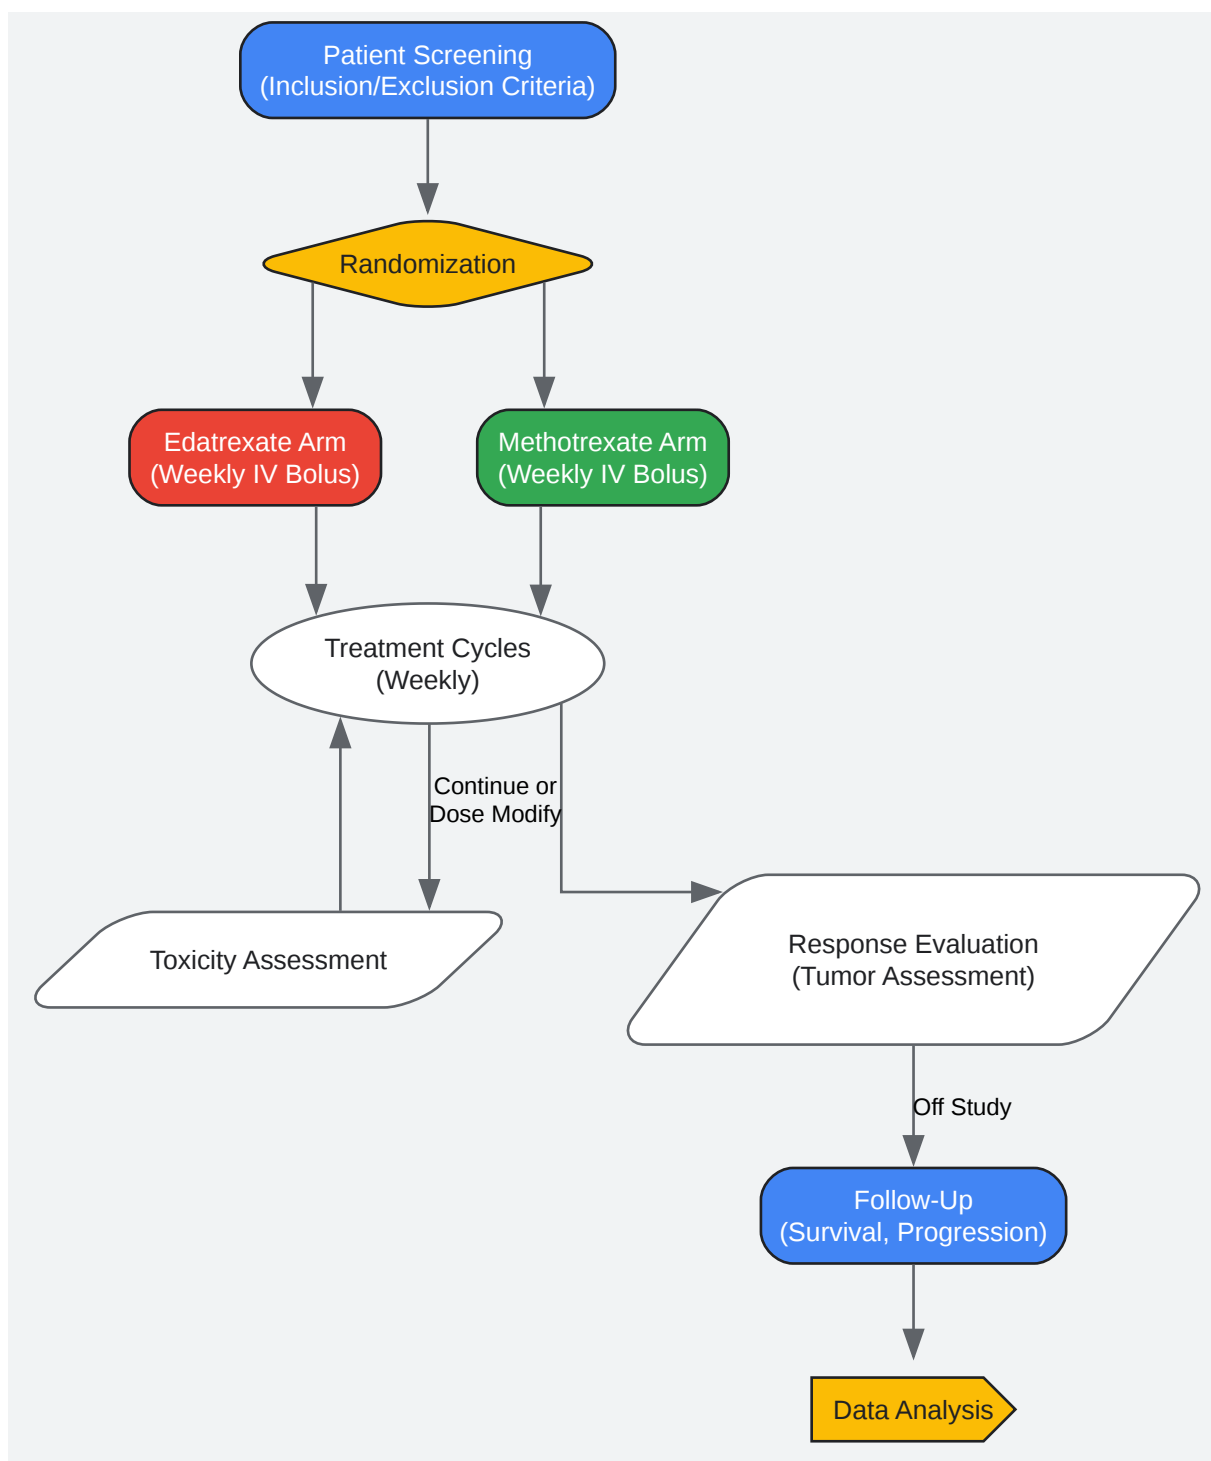 Patient Screening
(Inclusion/Exclusion Criteria)
Randomization
Edatrexate Arm
(Weekly IV Bolus)
Methotrexate Arm
(Weekly IV Bolus)
Treatment Cycles
(Weekly)
Continue or
Dose Modify
Toxicity Assessment
Response Evaluation
(Tumor Assessment)
Off Study
Follow-Up
(Survival, Progression)
Data Analysis